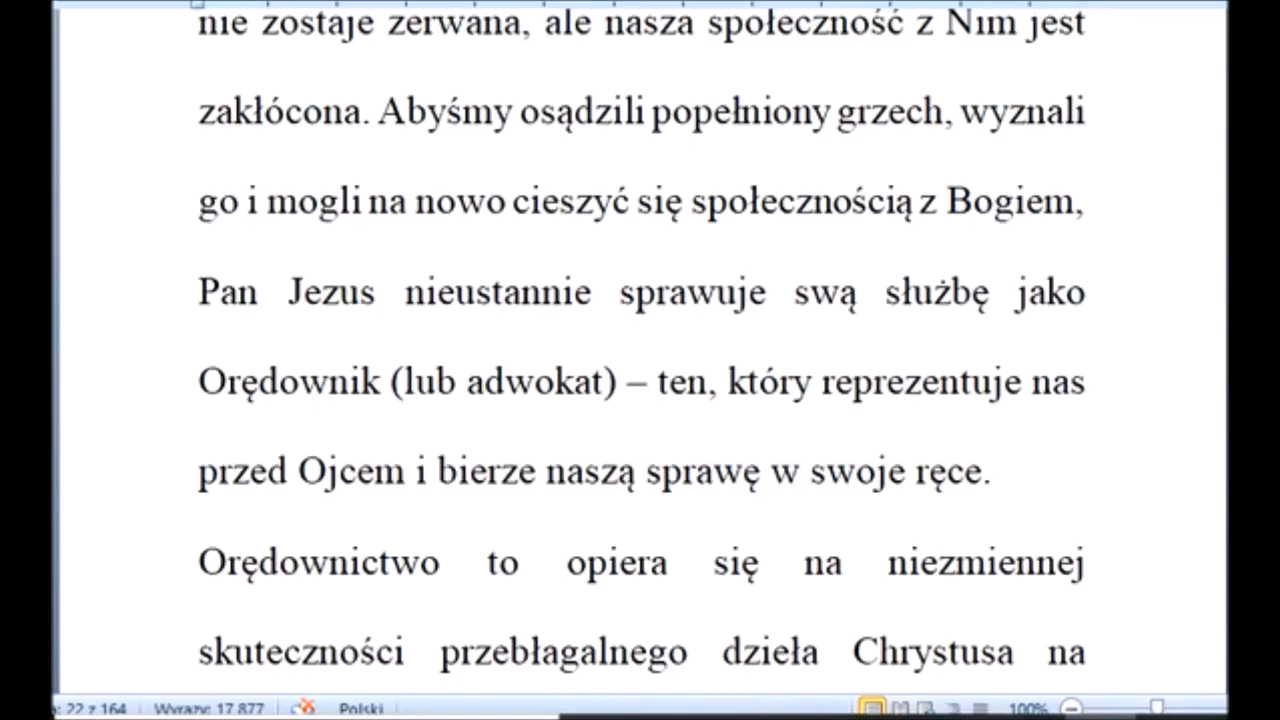 nie zostaje zerwana, ale nasza społeczność z Nim jest
zakłócona. Abyśmy osądzili popełniony grzech, wyznali
go i mogli na nowo cieszyć się społecznością z Bogiem,
Pan Jezus nieustannie sprawuje swą służbę jako
Orędownik (lub adwokat) – ten, który reprezentuje nas
przed Ojcem i bierze naszą sprawę w swoje ręce.
Orędownictwo to opiera się na niezmiennej
skuteczności przebłagalnego dzieła Chrystusa na
: 22 z 164 Wyrazy: 17 877 Polski 100%